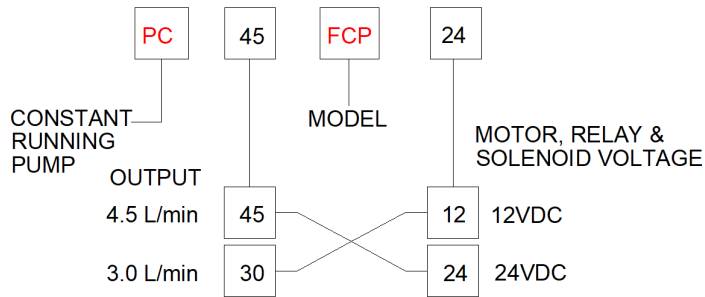 PC 45 FCP 24
CONSTANT
RUNNING
PUMP
MODEL
MOTOR, RELAY &
SOLENOID VOLTAGE
OUTPUT
4.5 L/min 45 12 12VDC
3.0 L/min 30 24 24VDC